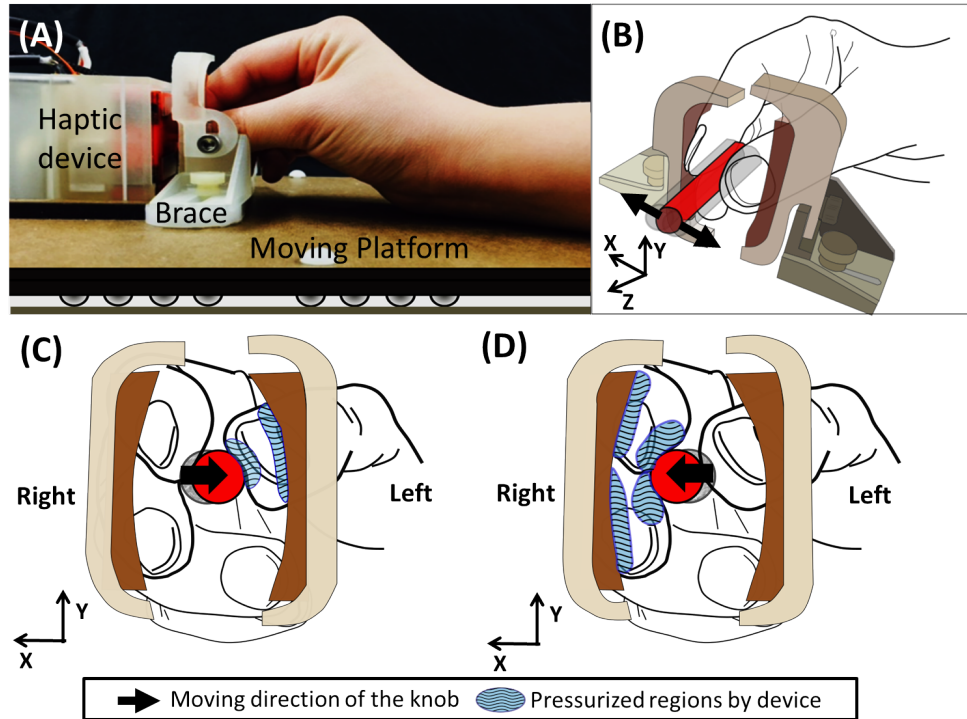 (A)
Haptic
device
Brace
Moving Platform
(B)
X
Y
Z
(C)
Right
Left
Y
X
(D)
Right
Left
Y
X
Moving direction of the knob
Pressurized regions by device